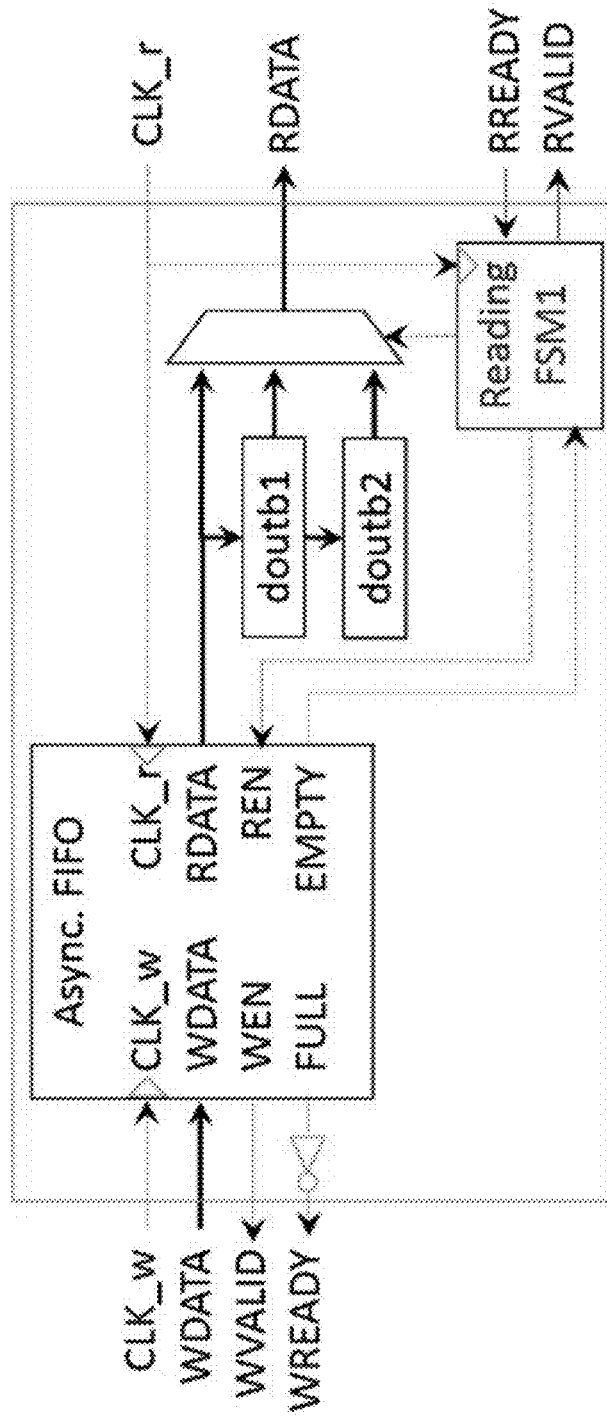 Async. FIFO
CLK_w
CLK_w
CLK_r
CLK_r
WDATA
WDATA
RDATA
RDATA
WVALID
WEN
REN
doutb1
WREADY
FULL
EMPTY
doutb2
Reading
FSM1
RREADY
RVALID